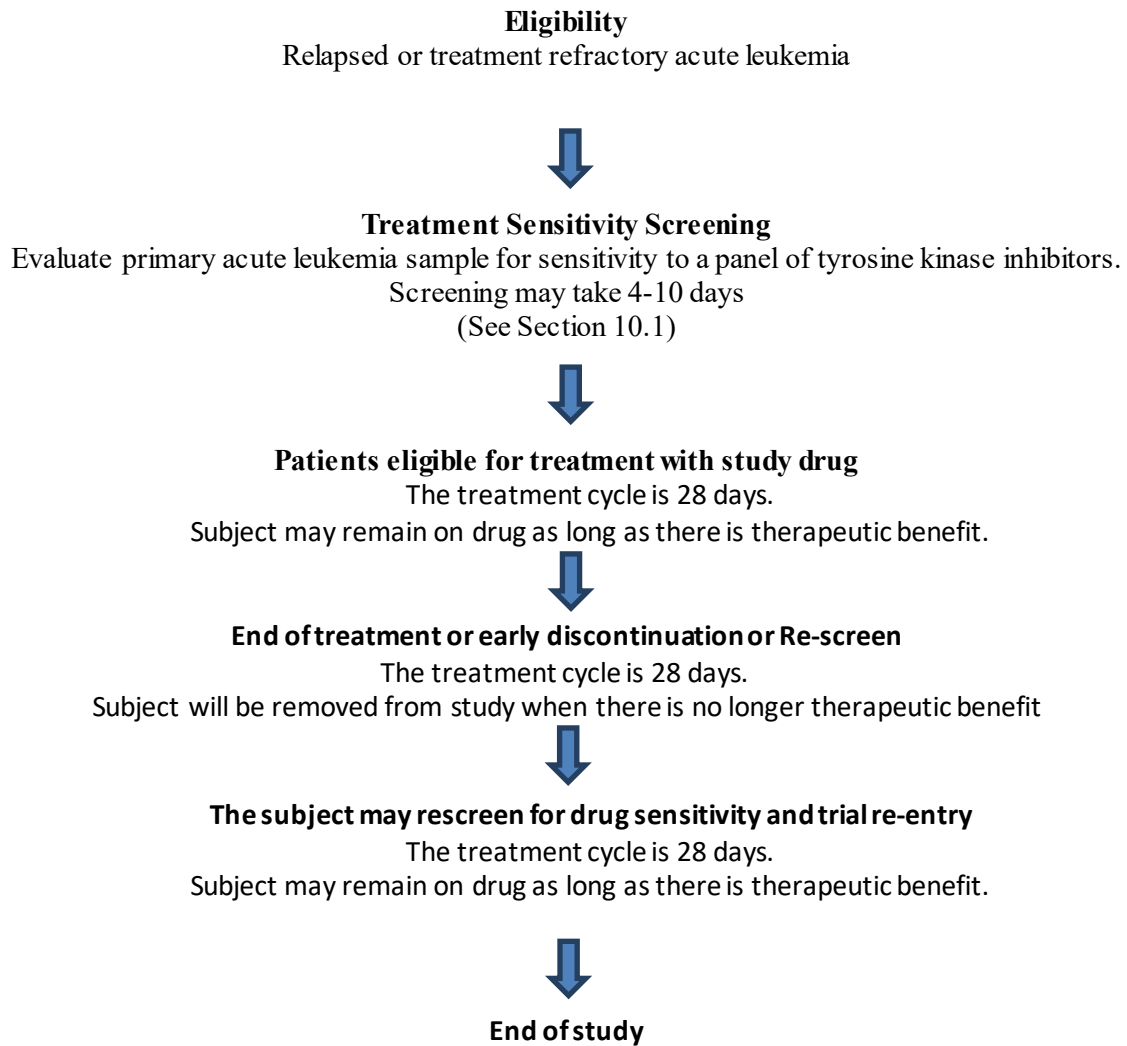 Eligibility
Relapsed or treatment refractory acute leukemia
Treatment Sensitivity Screening
Evaluate primary acute leukemia sample for sensitivity to a panel of tyrosine kinase inhibitors.
Screening may take 4-10 days
(See Section 10.1)
Patients eligible for treatment with study drug
The treatment cycle is 28 days.
Subject may remain on drug as long as there is therapeutic benefit.
End of treatment or early discontinuation or Re-screen
The treatment cycle is 28 days.
Subject will be removed from study when there is no longer therapeutic benefit
The subject may rescreen for drug sensitivity and trial re-entry
The treatment cycle is 28 days.
Subject may remain on drug as long as there is therapeutic benefit.
End of study